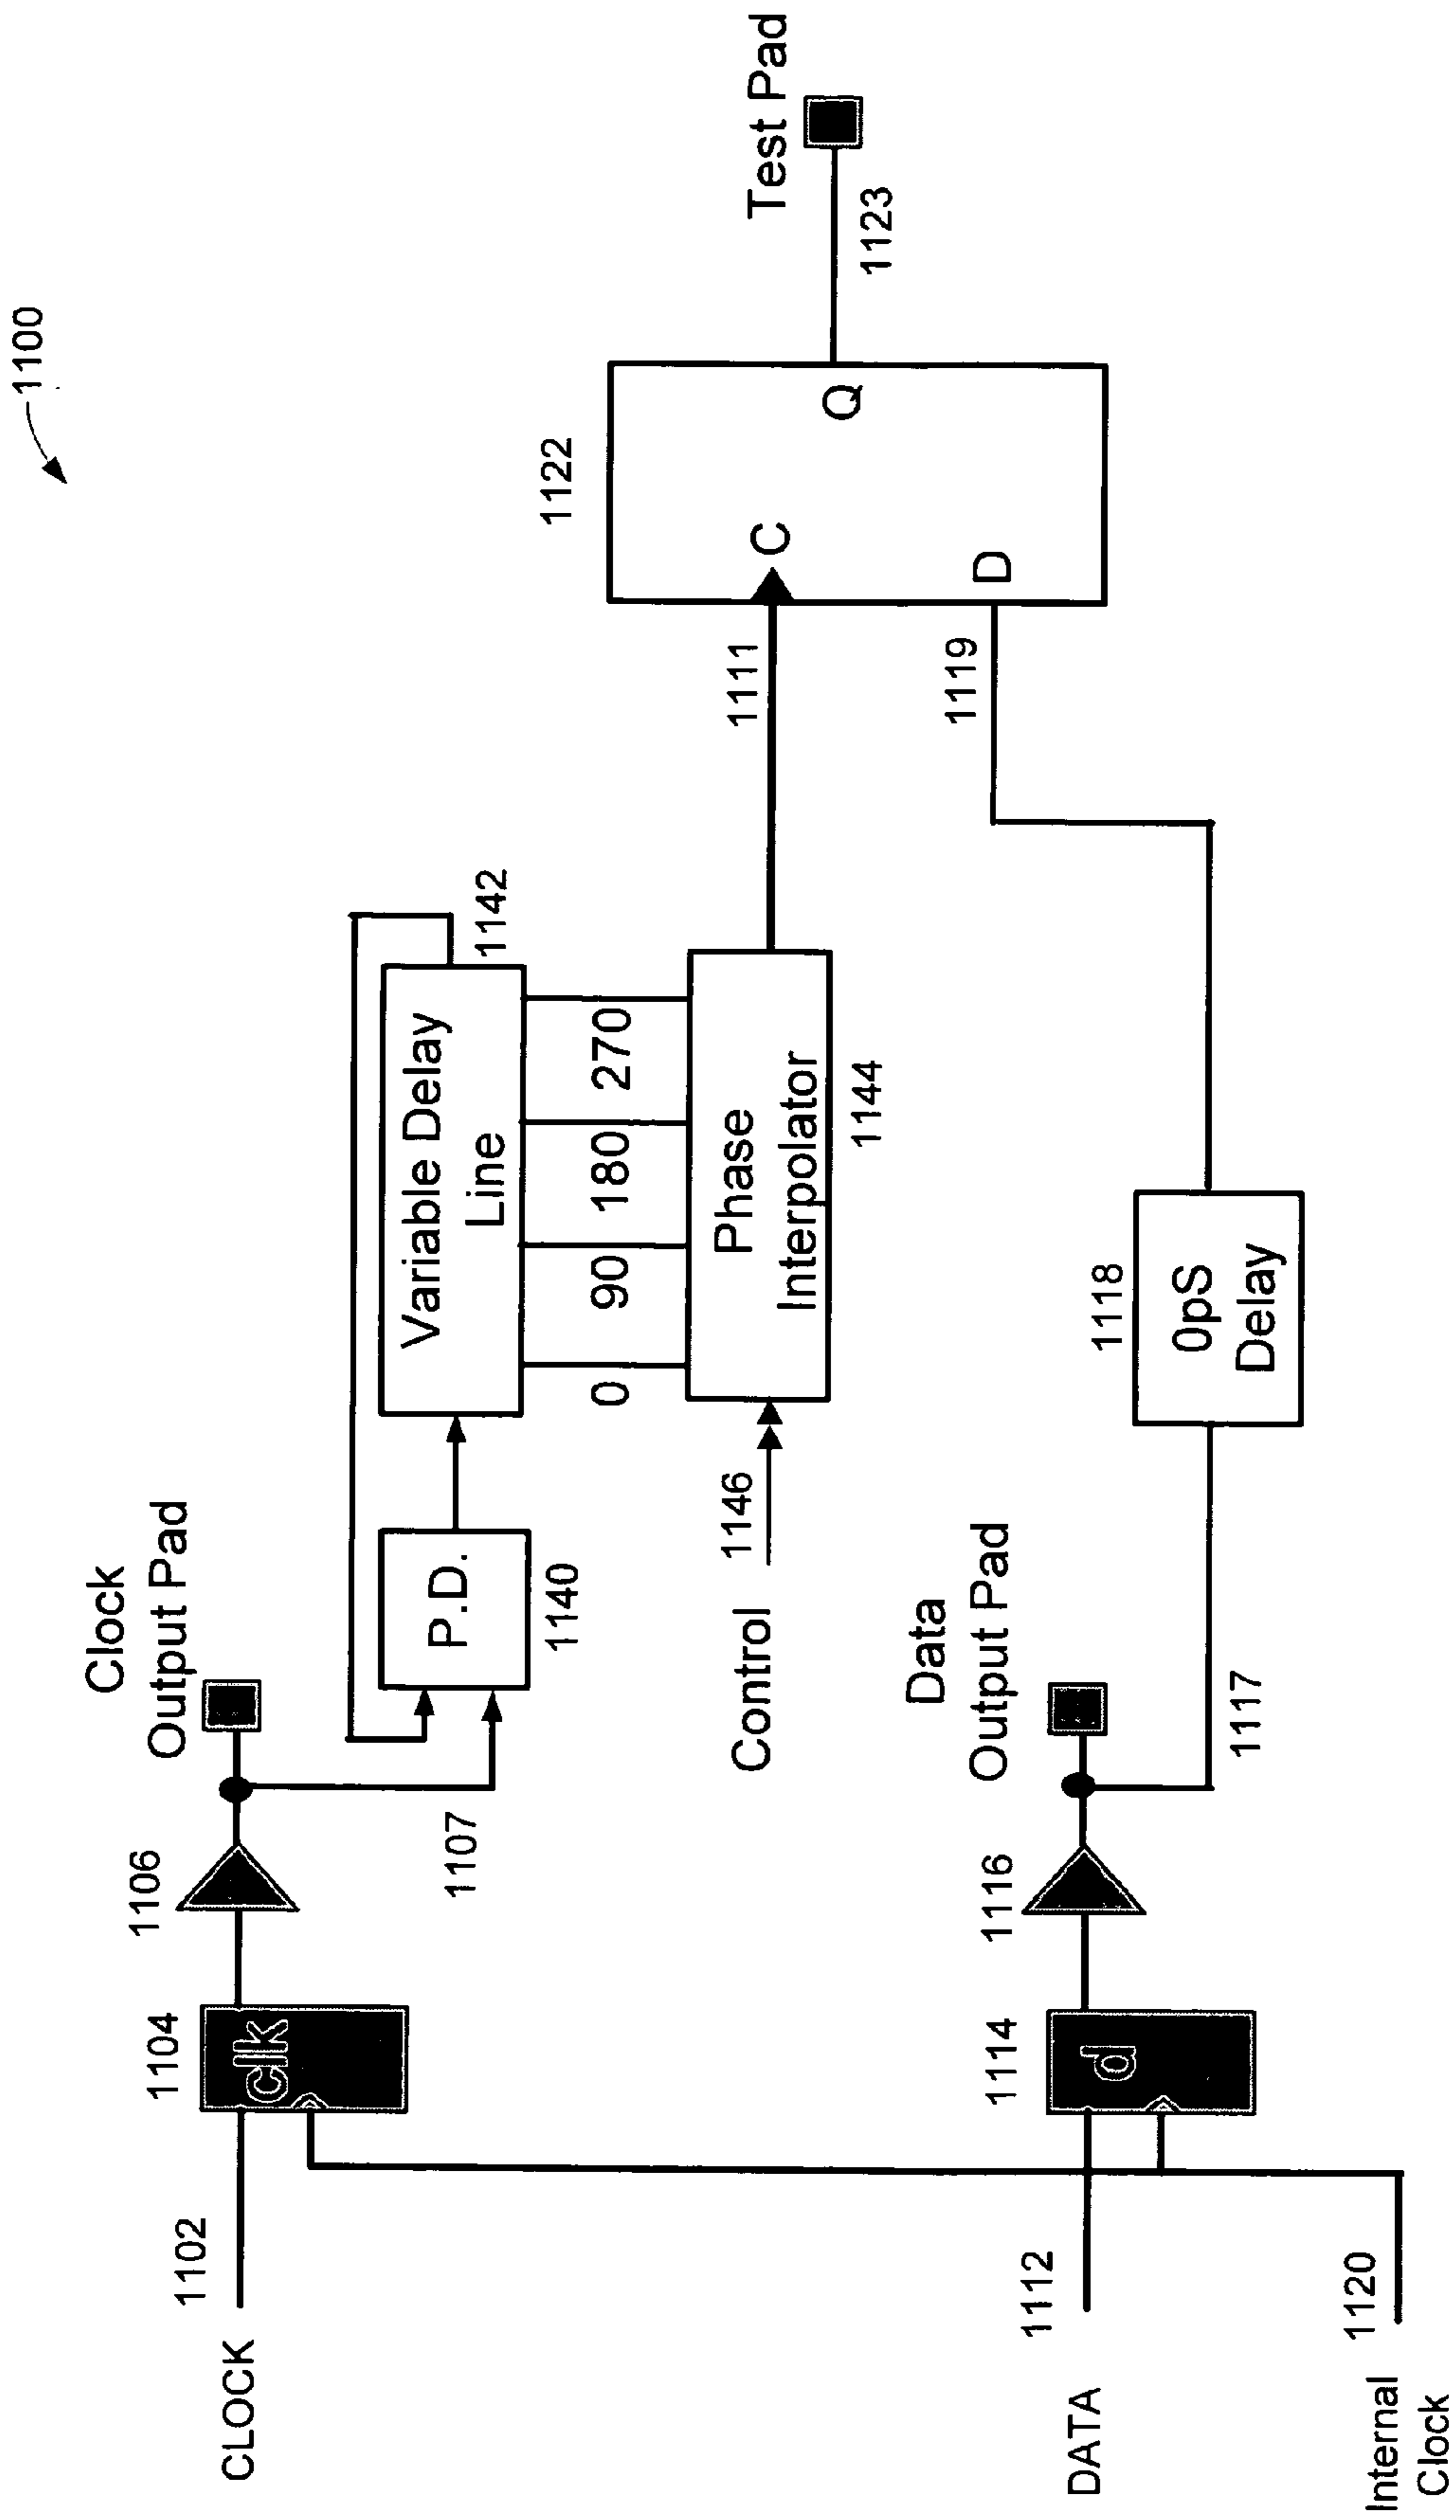 1100
Clock
Output Pad
1106
1104
clk
1102
CLOCK
1107
P.D.
1140
Variable Delay
Line
1142
0
90
180
270
Phase
Interpolator
1144
Control
1146
1111
1122
C
D
Q
Test Pad
1123
1119
Data
Output Pad
1116
1114
d
1112
DATA
1117
1118
0pS
Delay
1120
Internal
Clock